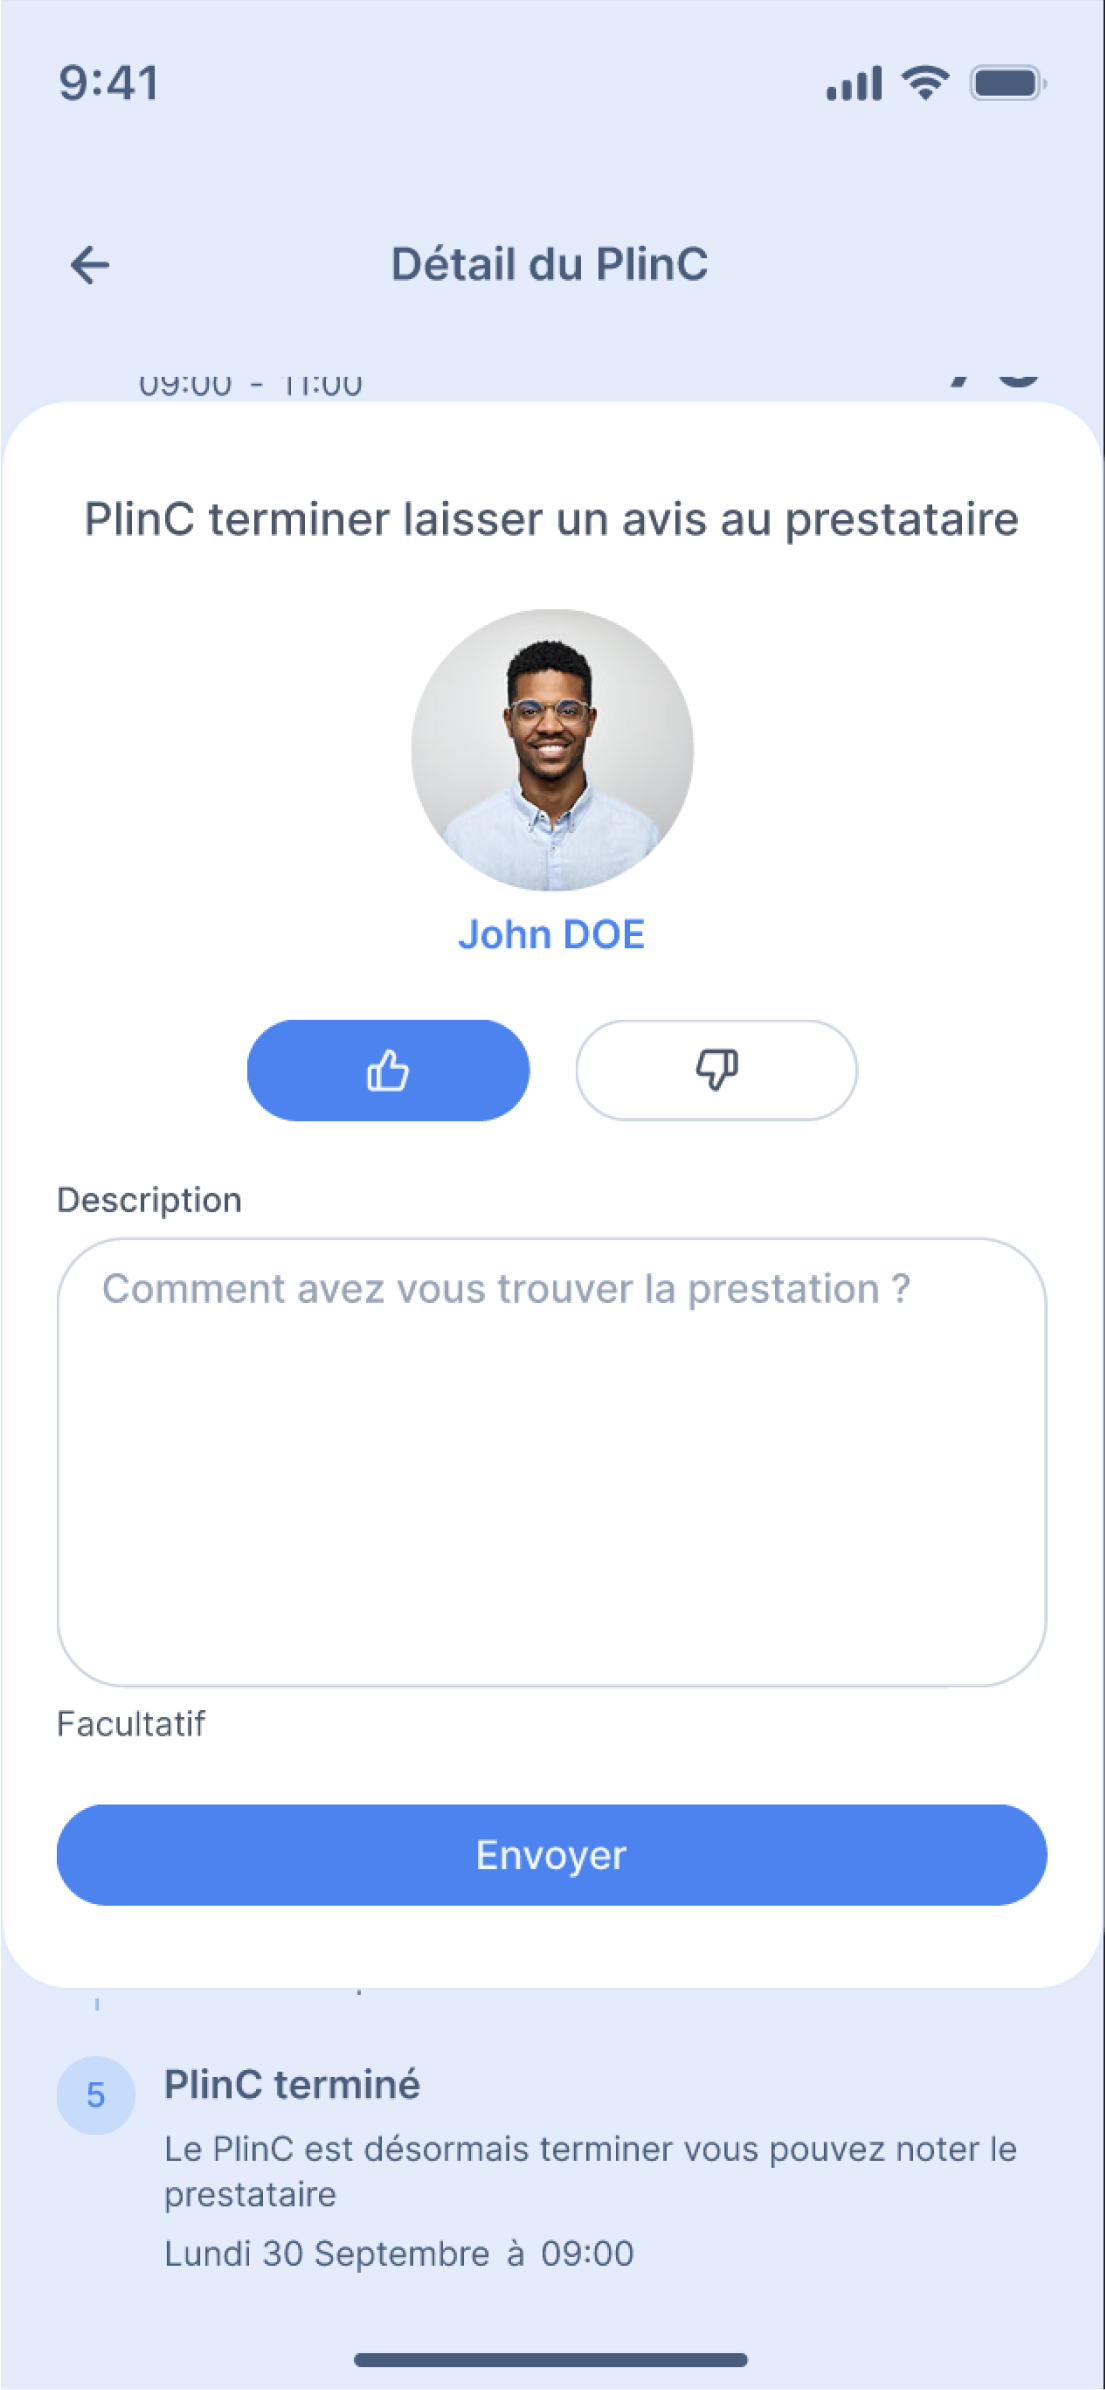 9:41
Détail du PlinC
09:00 - 11:00
PlinC terminer laisser un avis au prestataire
John DOE
Description
Comment avez vous trouver la prestation ?
Facultatif
Envoyer
5
PlinC terminé
Le PlinC est désormais terminer vous pouvez noter le
prestataire
Lundi 30 Septembre à 09:00